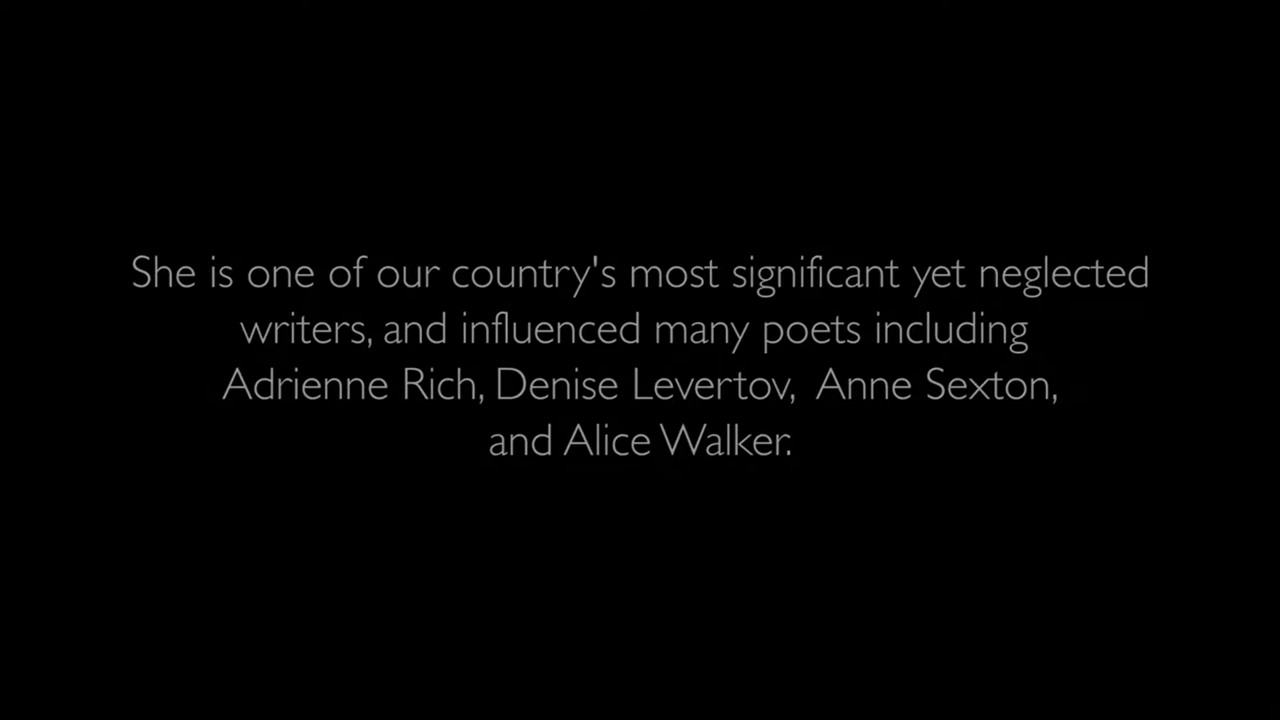 She is one of our country's most significant yet neglected
writers, and influenced many poets including
Adrienne Rich, Denise Levertov,  Anne Sexton,
and Alice Walker.